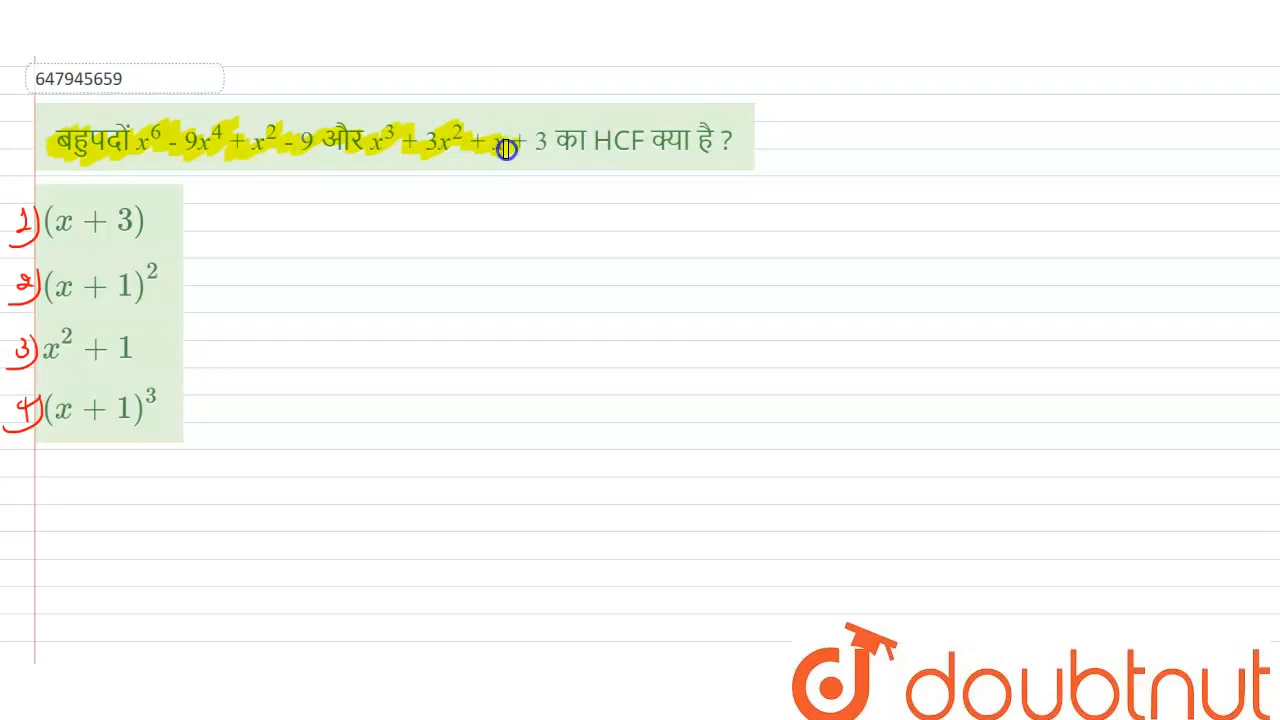 647945659
बहुपदों x⁶ - 9x⁴ + x² - 9 और x³ + 3x² + x + 3 का HCF क्या है ?
1) (x + 3)
2) (x + 1)²
3) x² + 1
4) (x + 1)³
doubtnut